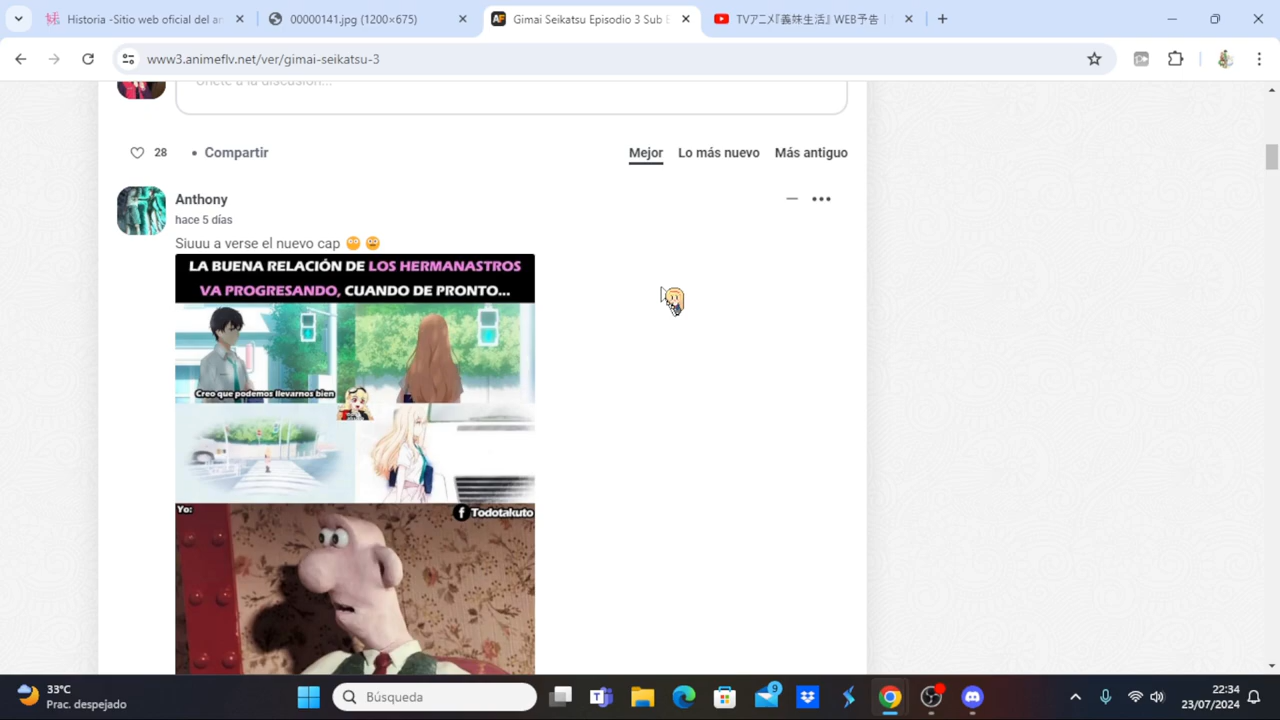 Historia -Sitio web oficial del ar
00000141.jpg (1200×675)
Gimai Seikatsu Episodio 3 Sub E
TVアニメ『義妹生活』WEB予告
www3.animeflv.net/ver/gimai-seikatsu-3
Únete a la discusión...
28
• Compartir
Mejor
Lo más nuevo
Más antiguo
Anthony
hace 5 días
Siuuu a verse el nuevo cap
LA BUENA RELACIÓN DE LOS HERMANASTROS
VA PROGRESANDO, CUANDO DE PRONTO...
Creo que podemos llevarnos bien
Yo:
Todotakuto
33°C
Prac. despejado
Búsqueda
9
22:34
23/07/2024